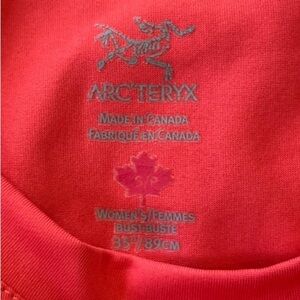 ARC'TERYX
MADE IN CANADA
FABRIQUÉ EN CANADA
WOMEN'S/FEMMES
BUST-BUSTE
35"/89CM